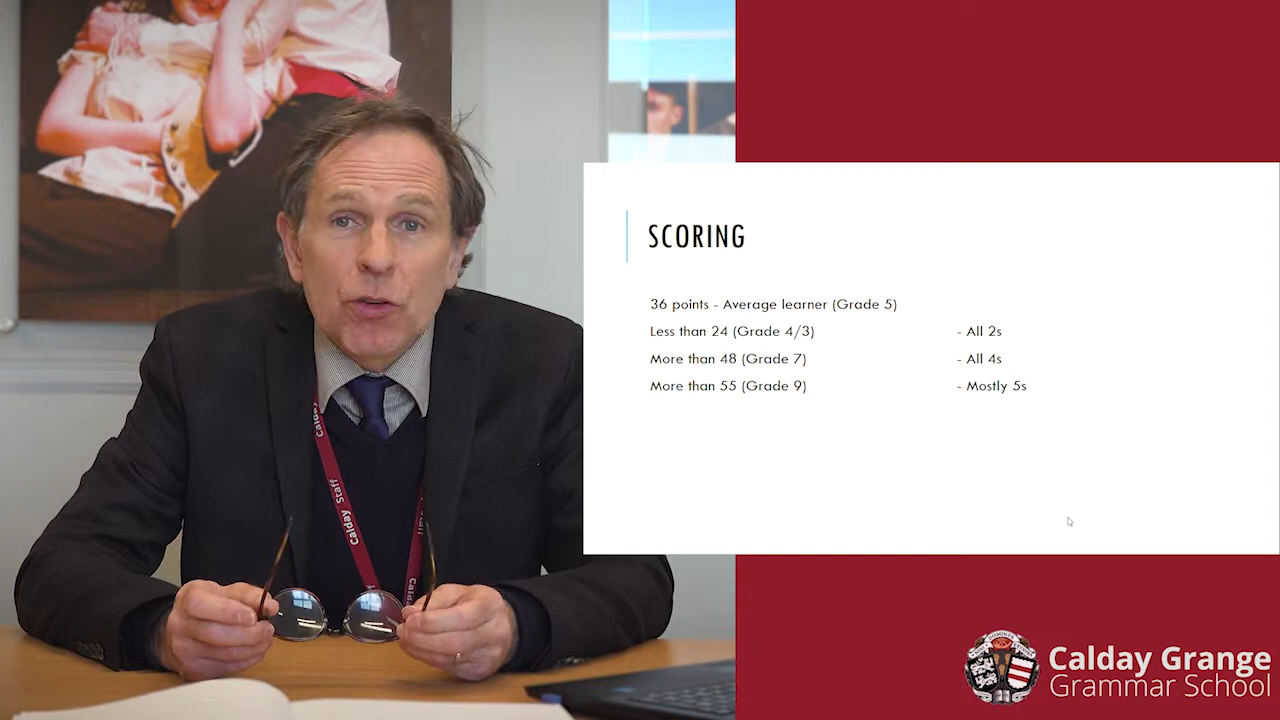 SCORING
36 points - Average learner (Grade 5)
Less than 24 (Grade 4/3) - All 2s
More than 48 (Grade 7) - All 4s
More than 55 (Grade 9) - Mostly 5s
Calday
Calday Staff
Calday Grange
Grammar School